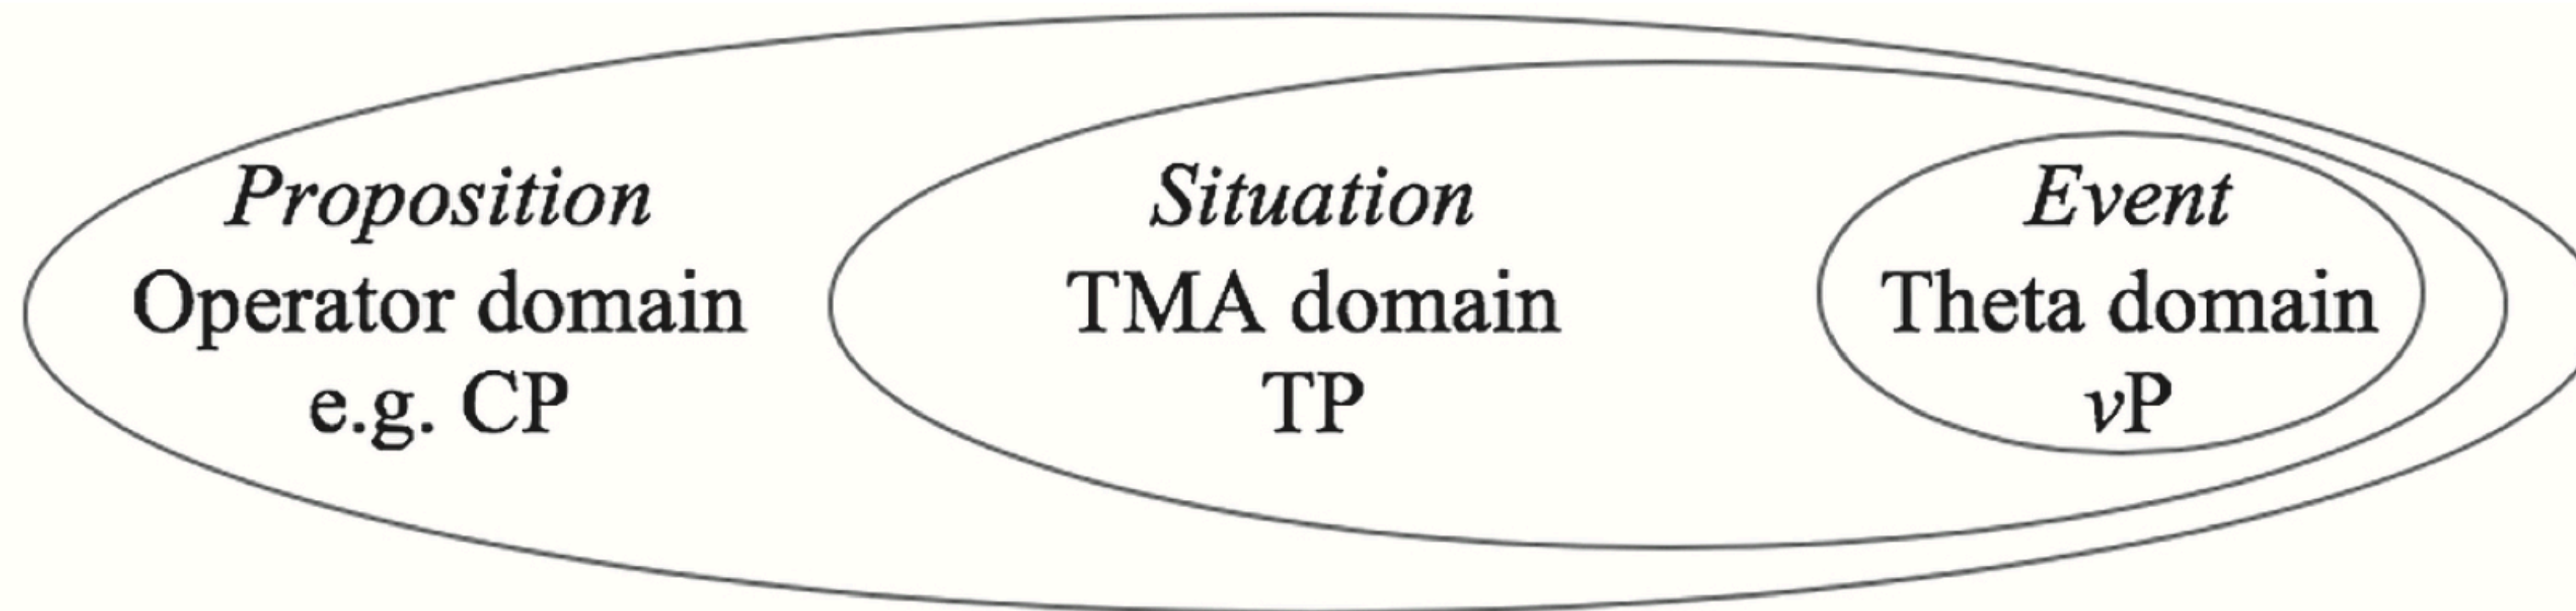 Proposition
Operator domain
e.g. CP
Situation
TMA domain
TP
Event
Theta domain
vP